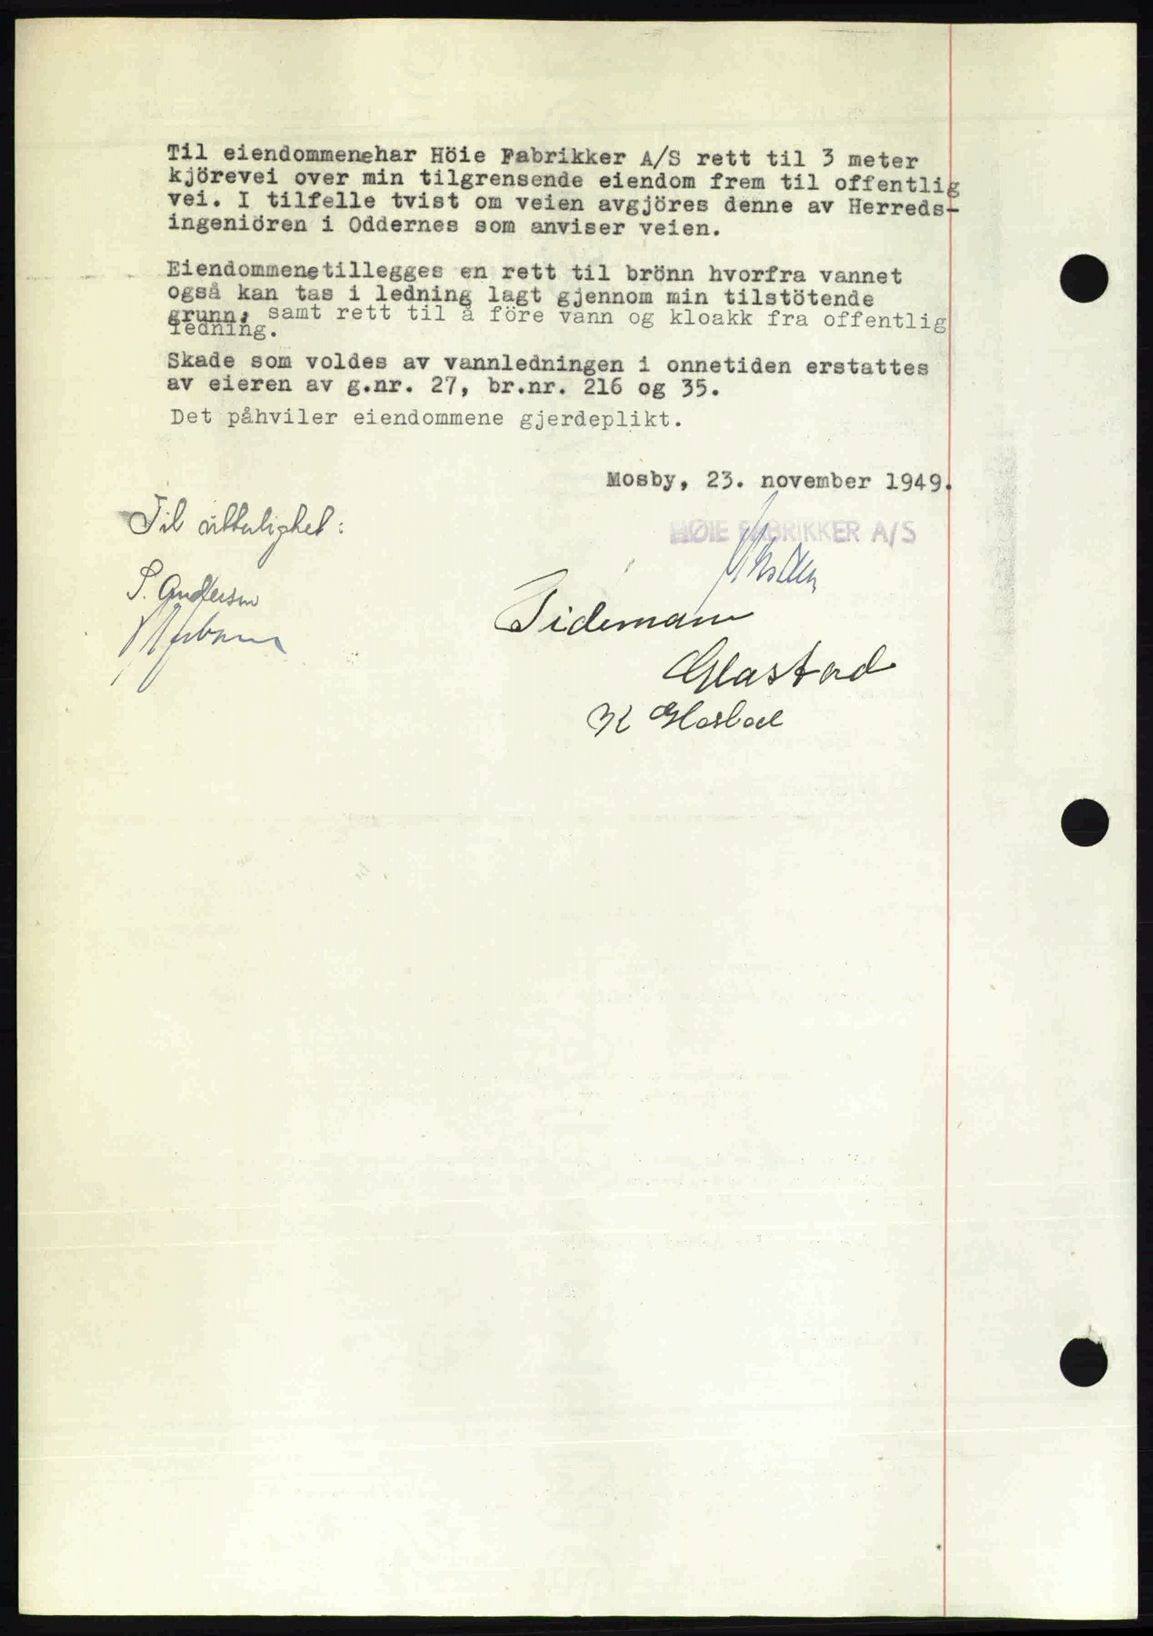 Til eiendommenehar Höie Fabrikker A/S rett til 3 meter
kjörevei over min tilgrensende eiendom frem til offentlig
vei. I tilfelle tvist om veien avgjöres denne av Herreds-
ingeniören i Oddernes som anviser veien.
Eiendommenetillegges en rett til brönn hvorfra vannet
også kan tas i ledning lagt gjennom min tilstötende
grunn, samt rett til å före vann og kloakk fra offentlig
ledning.
Skade som voldes av vannledningen i onnetiden erstattes
av eieren av g.nr. 27, br.nr. 216 og 35.
Det påhviler eiendommene gjerdeplikt.
Mosby, 23. november 1949.
Til vitterlighet:
HØIE FABRIKKER A/S
S. Andersen
Tidemann
Glastad
K Glastad